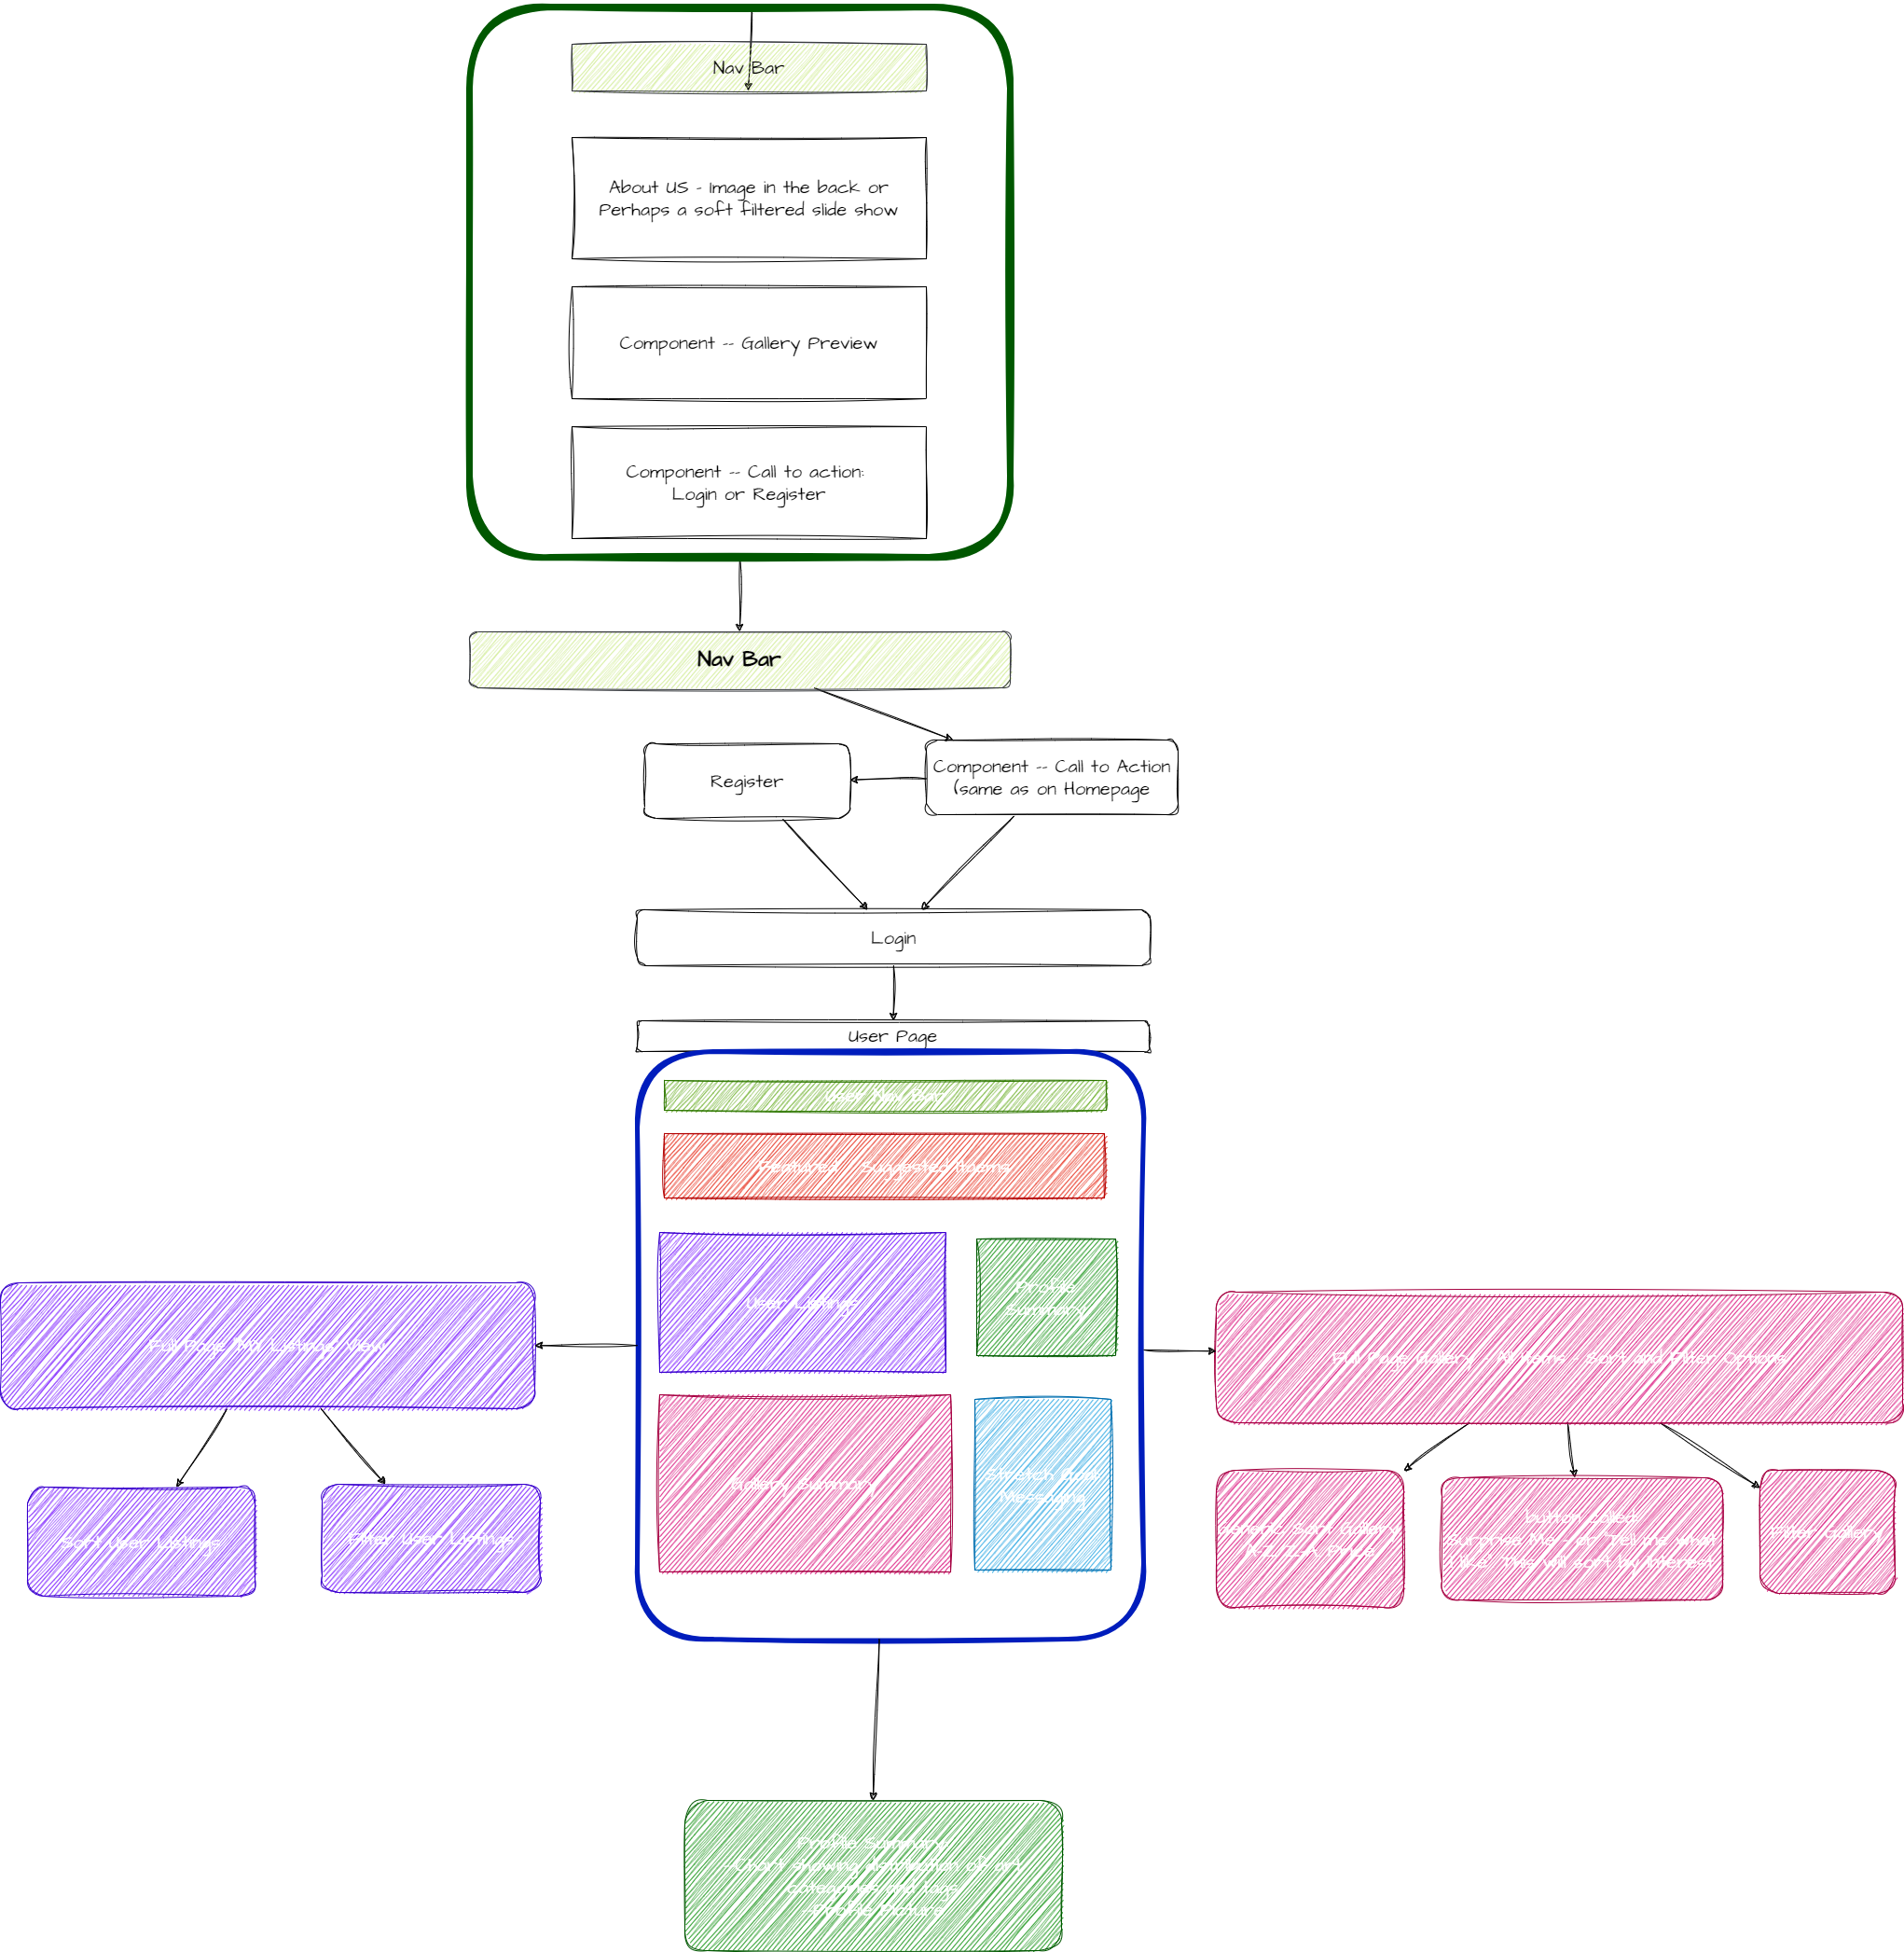 Nav Bar
About US - Image in the back or
Perhaps a soft filtered slide show
Component -- Gallery Preview
Component -- Call to action:
Login or Register
Nav Bar
Register
Component -- Call to Action
(same as on Homepage
Login
User Page
User Nav Bar
Featured Suggested
User Listings
Profile
Summary
Full Page "My Listings" View
Full Page Gallery - All Items - Sort and Filter Options
Gallery Summary
Stretch Goal:
Messaging
Sort User Listings
Filter User Listings
Generic Sort Gallery
A-Z, Z-A, Price
button called:
Surprise Me - or- Tell me what
I like. This will sort by interest
Filter Gallery
Profile Summary:
-Chart showing distribution of art
categories and tags
-Profile Picture